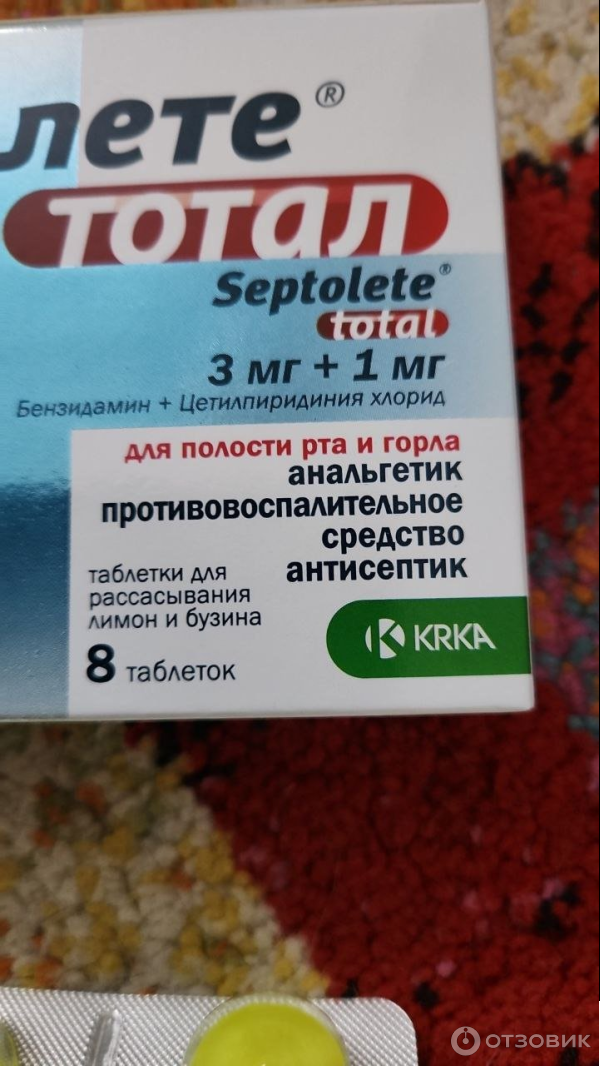 лете®
тотал
Septolete®
total
3 мг + 1 мг
Бензидамин + Цетилпиридиния хлорид
для полости рта и горла
анальгетик
противовоспалительное
средство
антисептик
таблетки для
рассасывания
лимон и бузина
8 таблеток
KRKA
ОТЗОВИК